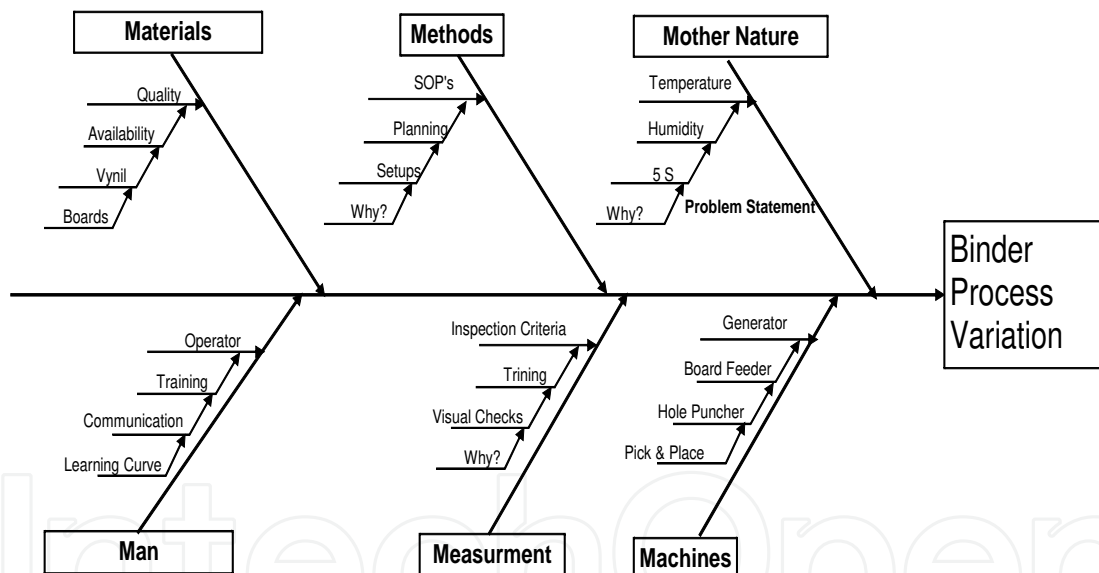 Materials
Methods
Mother Nature
Quality
Availability
Vynil
Boards
SOP's
Planning
Setups
Why?
Temperature
Humidity
5 S
Why?
Problem Statement
Binder
Process
Variation
Operator
Training
Communication
Learning Curve
Inspection Criteria
Trining
Visual Checks
Why?
Generator
Board Feeder
Hole Puncher
Pick & Place
Man
Measurment
Machines
IntechOpen